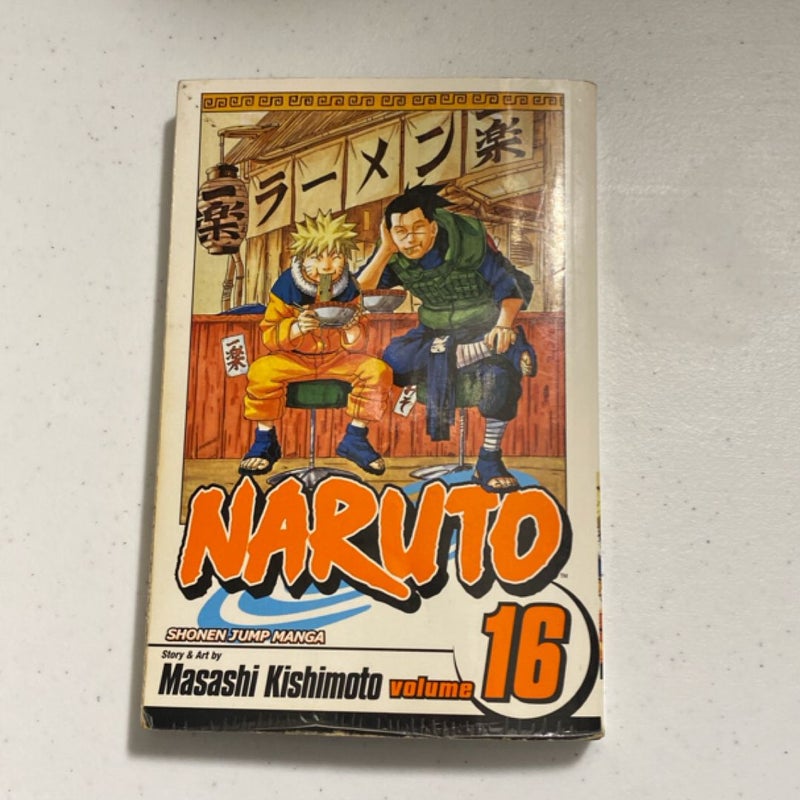 一楽
ラーメン
一楽
一楽
NARUTO
™
SHONEN JUMP MANGA
Story & Art by
Masashi Kishimoto
volume
16